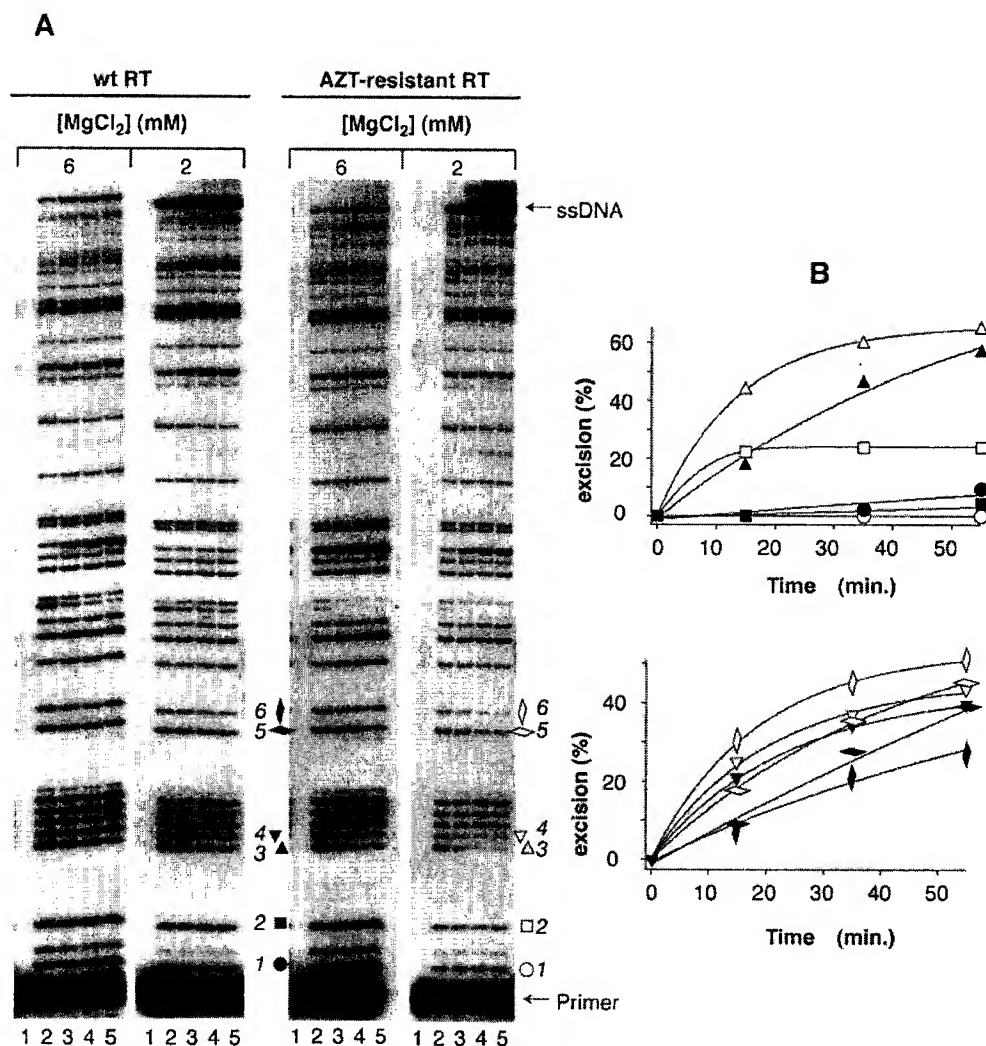 A
wt RT
AZT-resistant RT
[MgCl₂] (mM)
[MgCl₂] (mM)
6 2 6 2
ssDNA
6 6
5 5
4 4
3 3
2 2
1 1
Primer
1 2 3 4 5 1 2 3 4 5 1 2 3 4 5 1 2 3 4 5
B
excision (%)
60
40
20
0
0 10 20 30 40 50
Time (min.)
excision (%)
40
20
0
0 10 20 30 40 50
Time (min.)